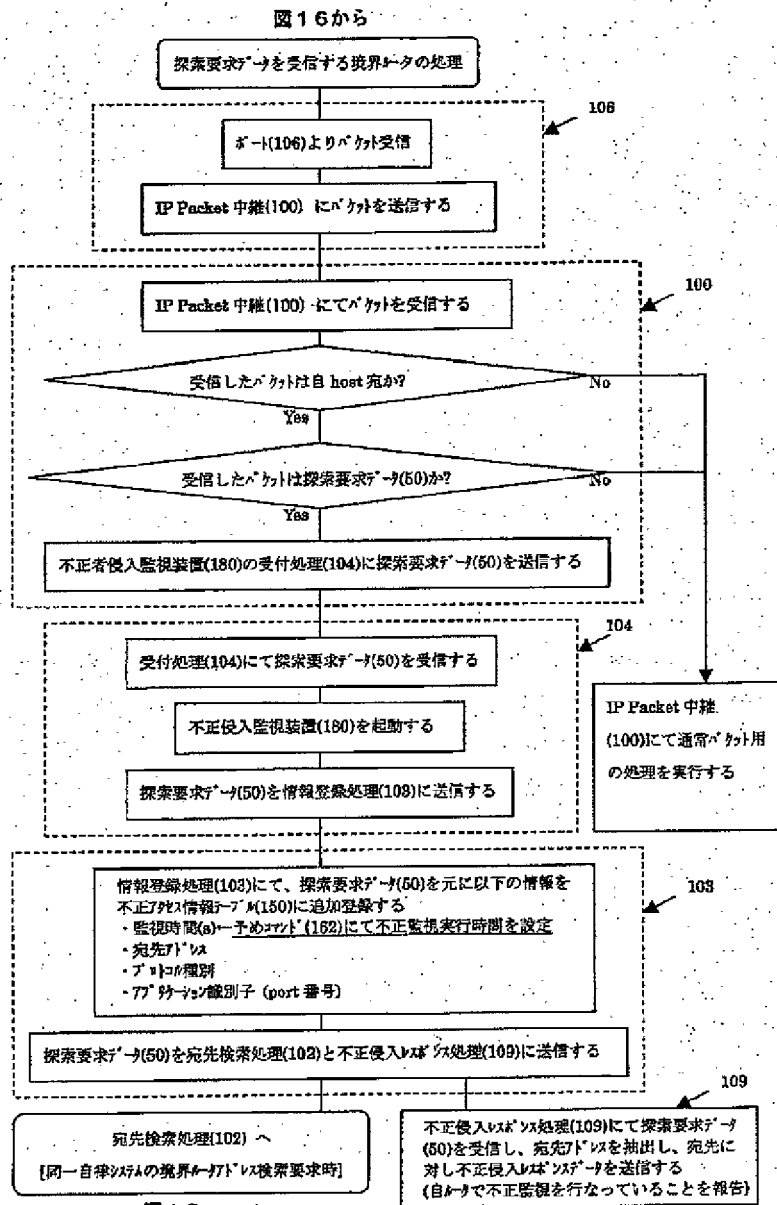 図16から
探索要求ﾃﾞｰﾀを受信する境界ﾙｰﾀの処理
106
ﾎﾟｰﾄ(106)よりﾊﾟｹｯﾄ受信
IP Packet 中継(100) にﾊﾟｹｯﾄを送信する
100
IP Packet 中継(100) にてﾊﾟｹｯﾄを受信する
受信したﾊﾟｹｯﾄは自 host 宛か?
No
Yes
受信したﾊﾟｹｯﾄは探索要求ﾃﾞｰﾀ(50)か?
No
Yes
不正者侵入監視装置(180)の受付処理(104)に探索要求ﾃﾞｰﾀ(50)を送信する
104
受付処理(104)にて探索要求ﾃﾞｰﾀ(50)を受信する
不正侵入監視装置(180)を起動する
探索要求ﾃﾞｰﾀ(50)を情報登録処理(103)に送信する
IP Packet 中継
(100)にて通常ﾊﾟｹｯﾄ用
の処理を実行する
103
情報登録処理(103)にて、探索要求ﾃﾞｰﾀ(50)を元に以下の情報を
不正ｱｸｾｽ情報ﾃｰﾌﾞﾙ(150)に追加登録する
・監視時間(s)←予めｺﾏﾝﾄﾞ(152)にて不正監視実行時間を設定
・宛先ｱﾄﾞﾚｽ
・ﾌﾟﾛﾄｺﾙ種別
・ｱﾌﾟﾘｹｰｼｮﾝ識別子 (port 番号)
探索要求ﾃﾞｰﾀ(50)を宛先検索処理(102)と不正侵入ﾚｽﾎﾟﾝｽ処理(109)に送信する
109
宛先検索処理(102) へ
[同一自律ｼｽﾃﾑの境界ﾙｰﾀｱﾄﾞﾚｽ検索要求時]
不正侵入ﾚｽﾎﾟﾝｽ処理(109)にて探索要求ﾃﾞｰﾀ
(50)を受信し、宛先ｱﾄﾞﾚｽを抽出し、宛先に
対し不正侵入ﾚｽﾎﾟﾝｽﾃﾞｰﾀを送信する
(自ﾙｰﾀで不正監視を行なっていることを報告)